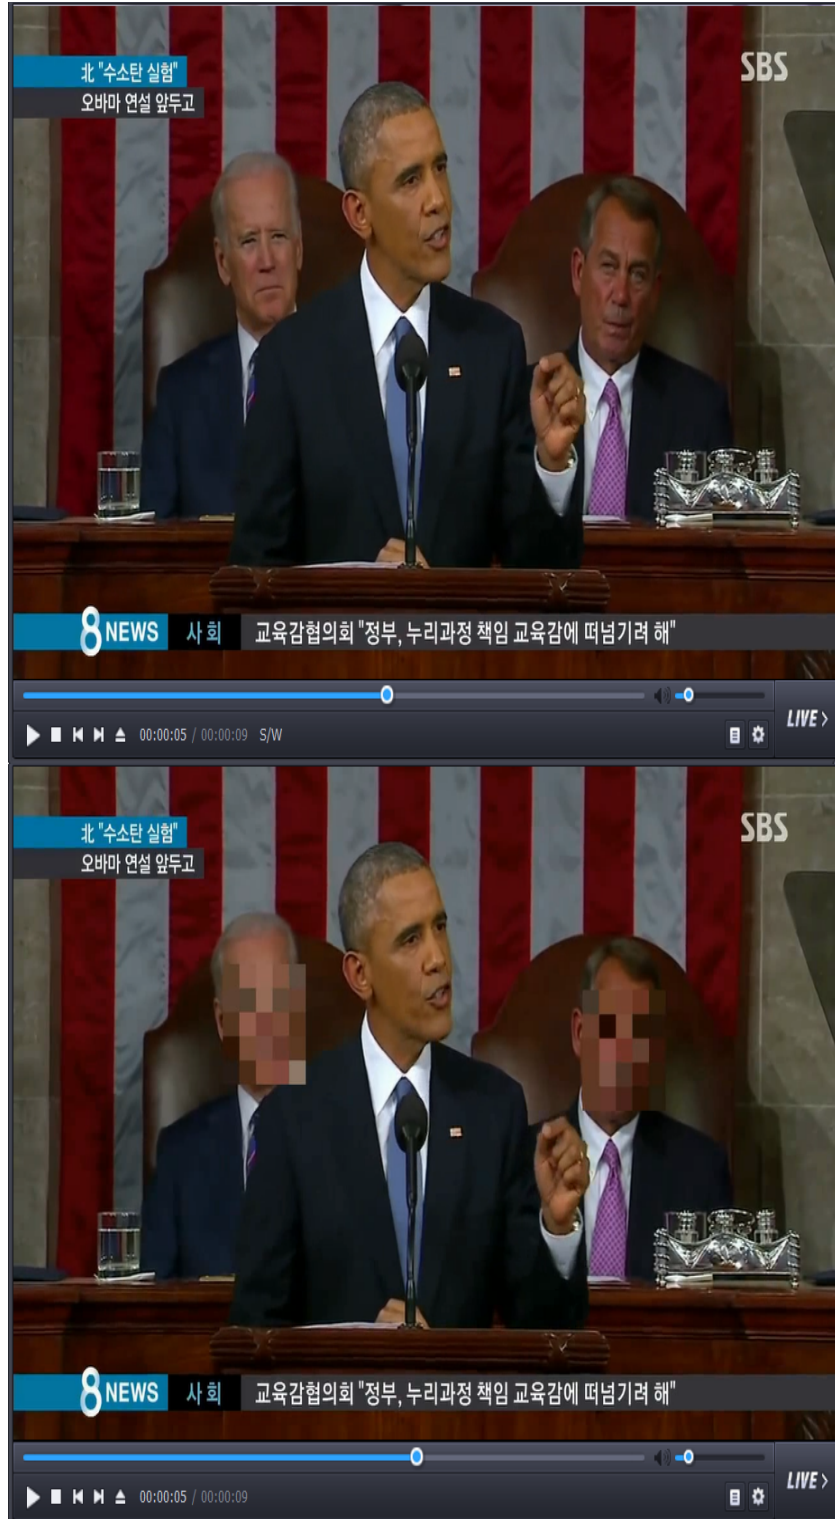 北 "수소탄 실험"
SBS
오바마 연설 앞두고
8 NEWS 사회 교육감협의회 "정부, 누리과정 책임 교육감에 떠넘기려 해"
LIVE >
00:00:05 / 00:00:09 S/W
北 "수소탄 실험"
SBS
오바마 연설 앞두고
8 NEWS 사회 교육감협의회 "정부, 누리과정 책임 교육감에 떠넘기려 해"
LIVE >
00:00:05 / 00:00:09